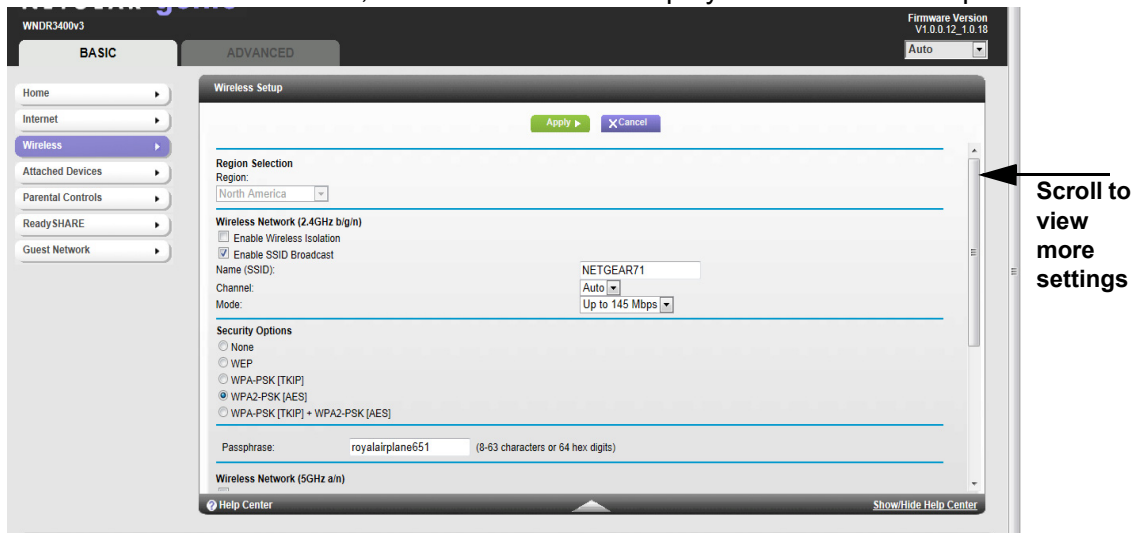 WNDR3400v3
Firmware Version
V1.0.0.12_1.0.18
BASIC
ADVANCED
Auto
Home
Internet
Wireless
Attached Devices
Parental Controls
ReadySHARE
Guest Network
Wireless Setup
Apply
Cancel
Region Selection
Region:
North America
Wireless Network (2.4GHz b/g/n)
Enable Wireless Isolation
Enable SSID Broadcast
Name (SSID): NETGEAR71
Channel: Auto
Mode: Up to 145 Mbps
Security Options
None
WEP
WPA-PSK [TKIP]
WPA2-PSK [AES]
WPA-PSK [TKIP] + WPA2-PSK [AES]
Passphrase: royalairplane651 (8-63 characters or 64 hex digits)
Wireless Network (5GHz a/n)
Help Center
Show/Hide Help Center
Scroll to
view
more
settings